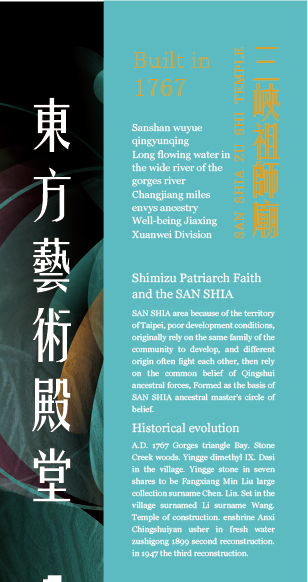 東方藝術殿堂
Built in
1767
三峽祖師廟
SAN SHIA ZU SHI TEMPLE
Sanshan wuyue
qingyunqing
Long flowing water in
the wide river of the
gorges river
Changjiang miles
envys ancestry
Well-being Jiaxing
Xuanwei Division
Shimizu Patriarch Faith
and the SAN SHIA
SAN SHIA area because of the territory
of Taipei, poor development conditions,
originally rely on the same family of the
community to develop, and different
origin often fight each other, then rely
on the common belief of Qingshui
ancestral forces, Formed as the basis of
SAN SHIA ancestral master's circle of
belief.
Historical evolution
A.D. 1767 Gorges triangle Bay. Stone
Creek woods. Yingge dimethyl IX. Dasi
in the village. Yingge stone in seven
shares to be Fangxiang Min Liu large
collection surname Chen. Lin. Set in the
village surnamed Li surname Wang.
Temple of construction. enshrine Anxi
Chingshuiyan usher in fresh water
zushigong 1899 second reconstruction.
in 1947 the third reconstruction.